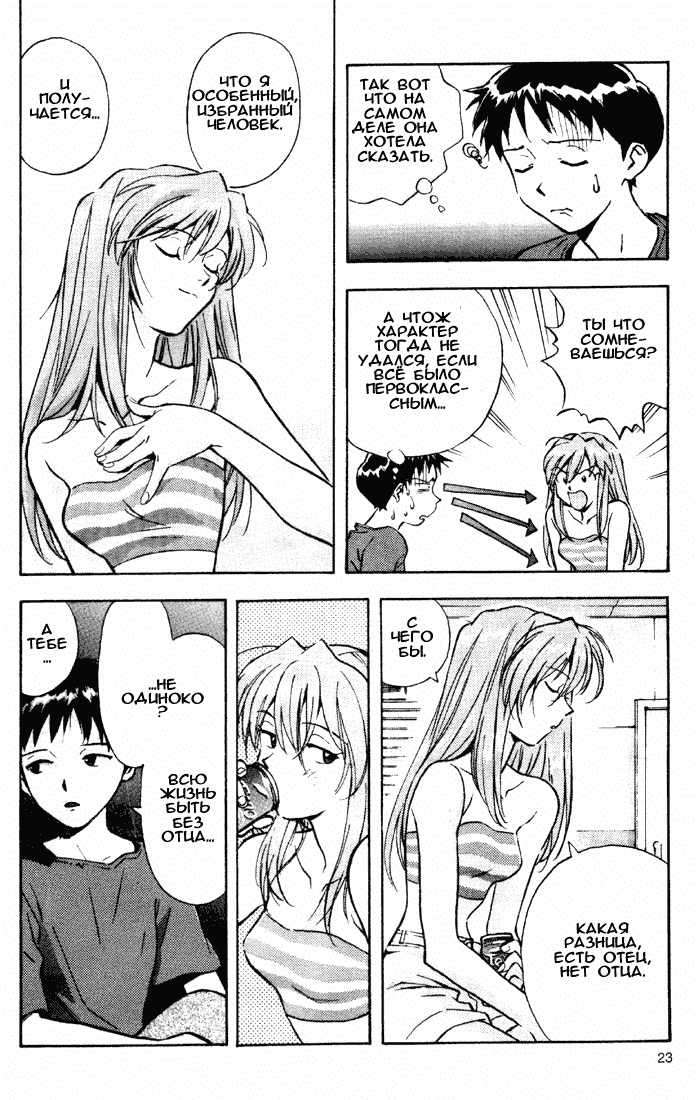 И
ПОЛУ-
ЧАЕТСЯ...
ЧТО Я
ОСОБЕННЫЙ,
ИЗБРАННЫЙ
ЧЕЛОВЕК.
ТАК ВОТ
ЧТО НА
САМОМ
ДЕЛЕ ОНА
ХОТЕЛА
СКАЗАТЬ.
А ЧТОЖ
ХАРАКТЕР
ТОГДА НЕ
УДАЛСЯ, ЕСЛИ
ВСЁ БЫЛО
ПЕРВОКЛАС-
СНЫМ...
ТЫ ЧТО
СОМНЕ-
ВАЕШЬСЯ?
А
ТЕБЕ
...
...НЕ
ОДИНОКО
?
ВСЮ
ЖИЗНЬ
БЫТЬ
БЕЗ
ОТЦА...
С
ЧЕГО
БЫ.
КАКАЯ
РАЗНИЦА,
ЕСТЬ ОТЕЦ,
НЕТ ОТЦА.
23